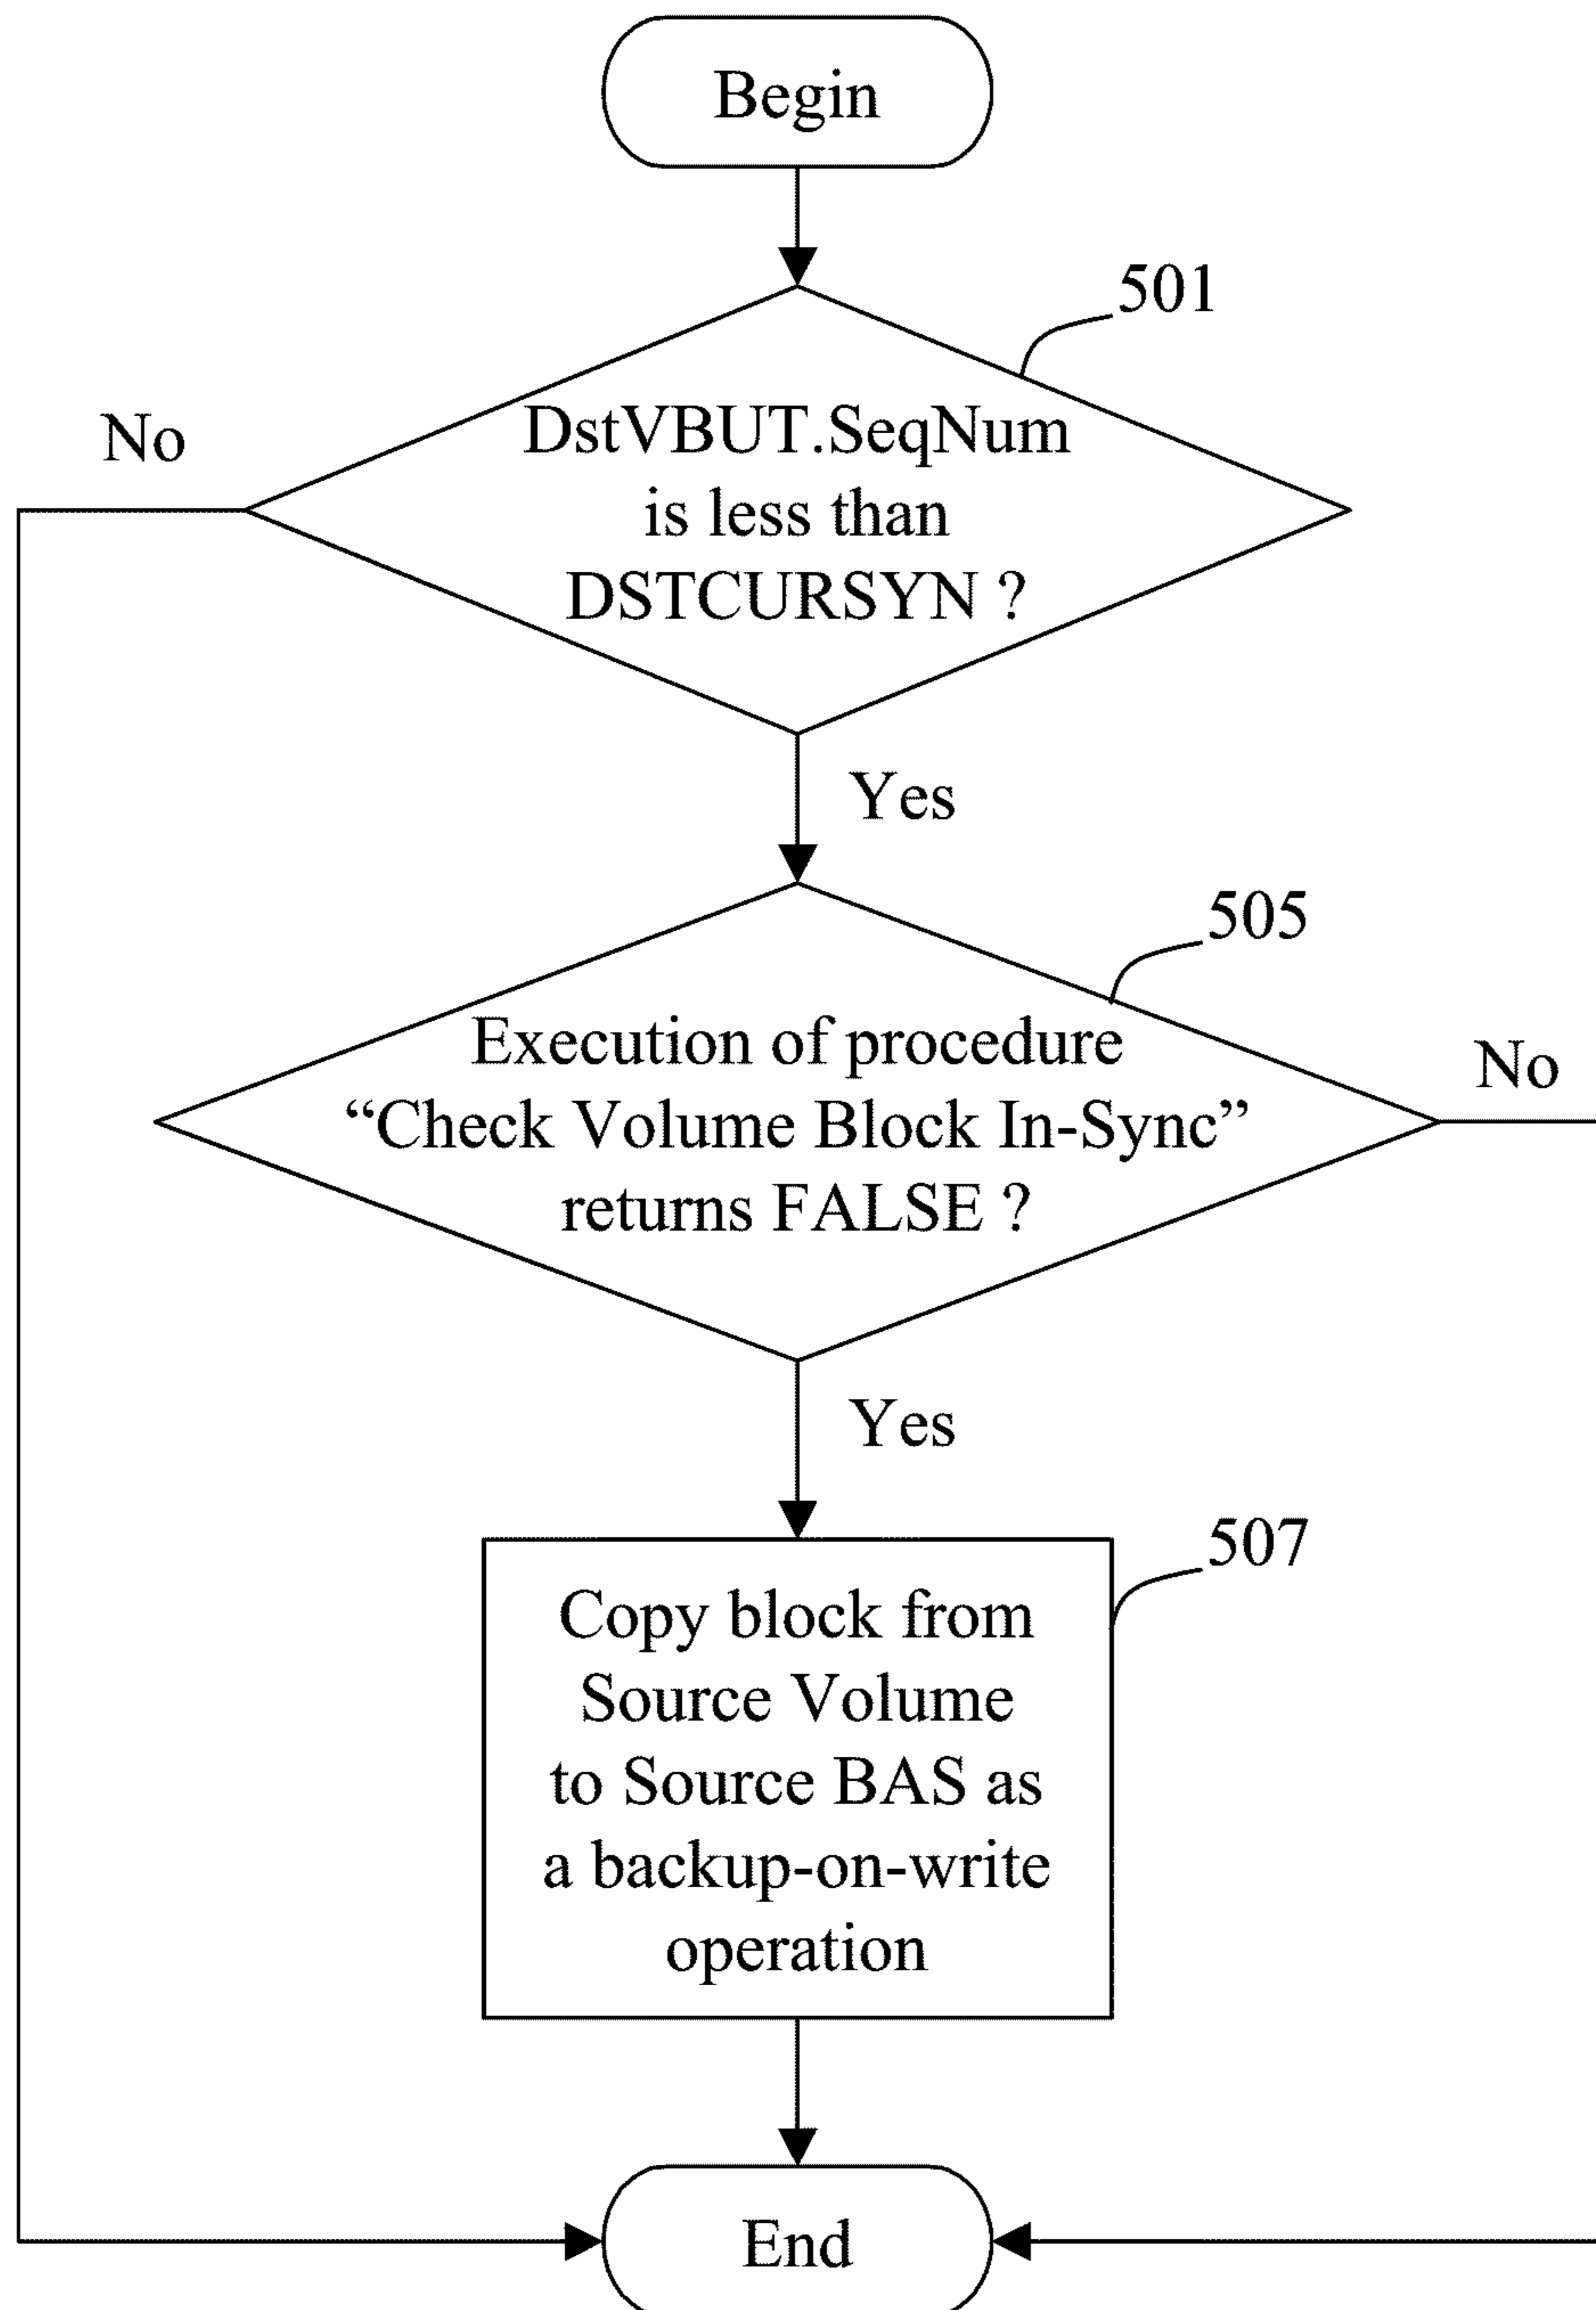 Begin
501
No
DstVBUT.SeqNum
is less than
DSTCURSYN ?
Yes
505
Execution of procedure
“Check Volume Block In-Sync”
returns FALSE ?
No
Yes
507
Copy block from
Source Volume
to Source BAS as
a backup-on-write
operation
End